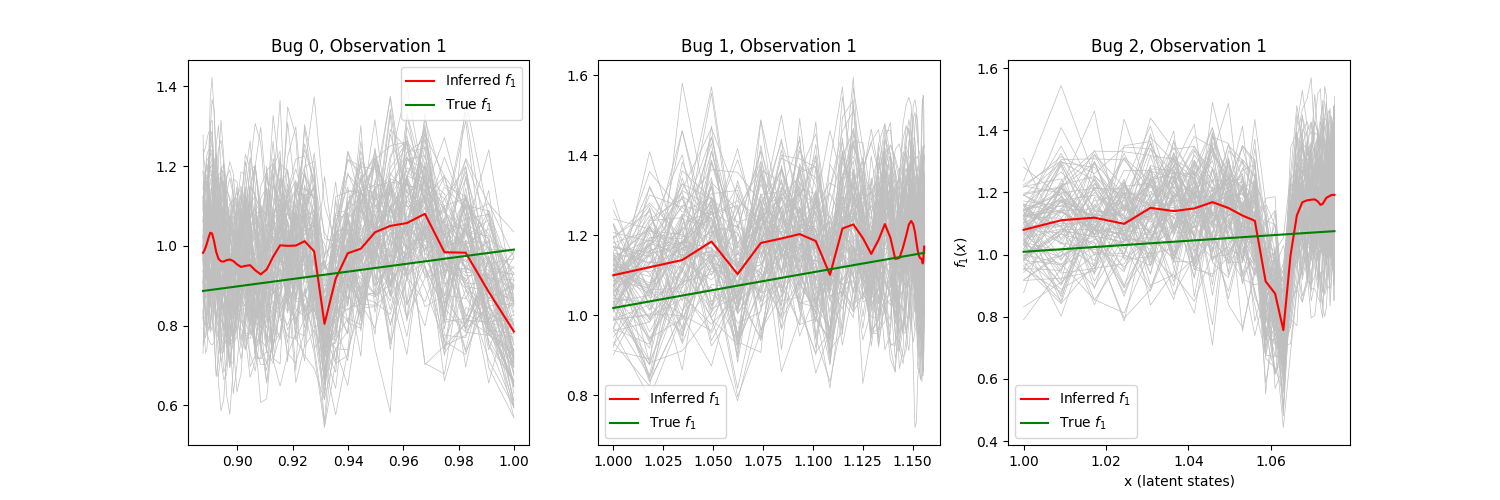 Bug 0, Observation 1
Inferred f₁
True f₁
1.4
1.2
1.0
0.8
0.6
0.90 0.92 0.94 0.96 0.98 1.00
Bug 1, Observation 1
1.6
1.4
1.2
1.0
0.8
Inferred f₁
True f₁
1.000 1.025 1.050 1.075 1.100 1.125 1.150
Bug 2, Observation 1
f₁(x)
1.6
1.4
1.2
1.0
0.8
0.6
0.4
Inferred f₁
True f₁
1.00 1.02 1.04 1.06
x (latent states)